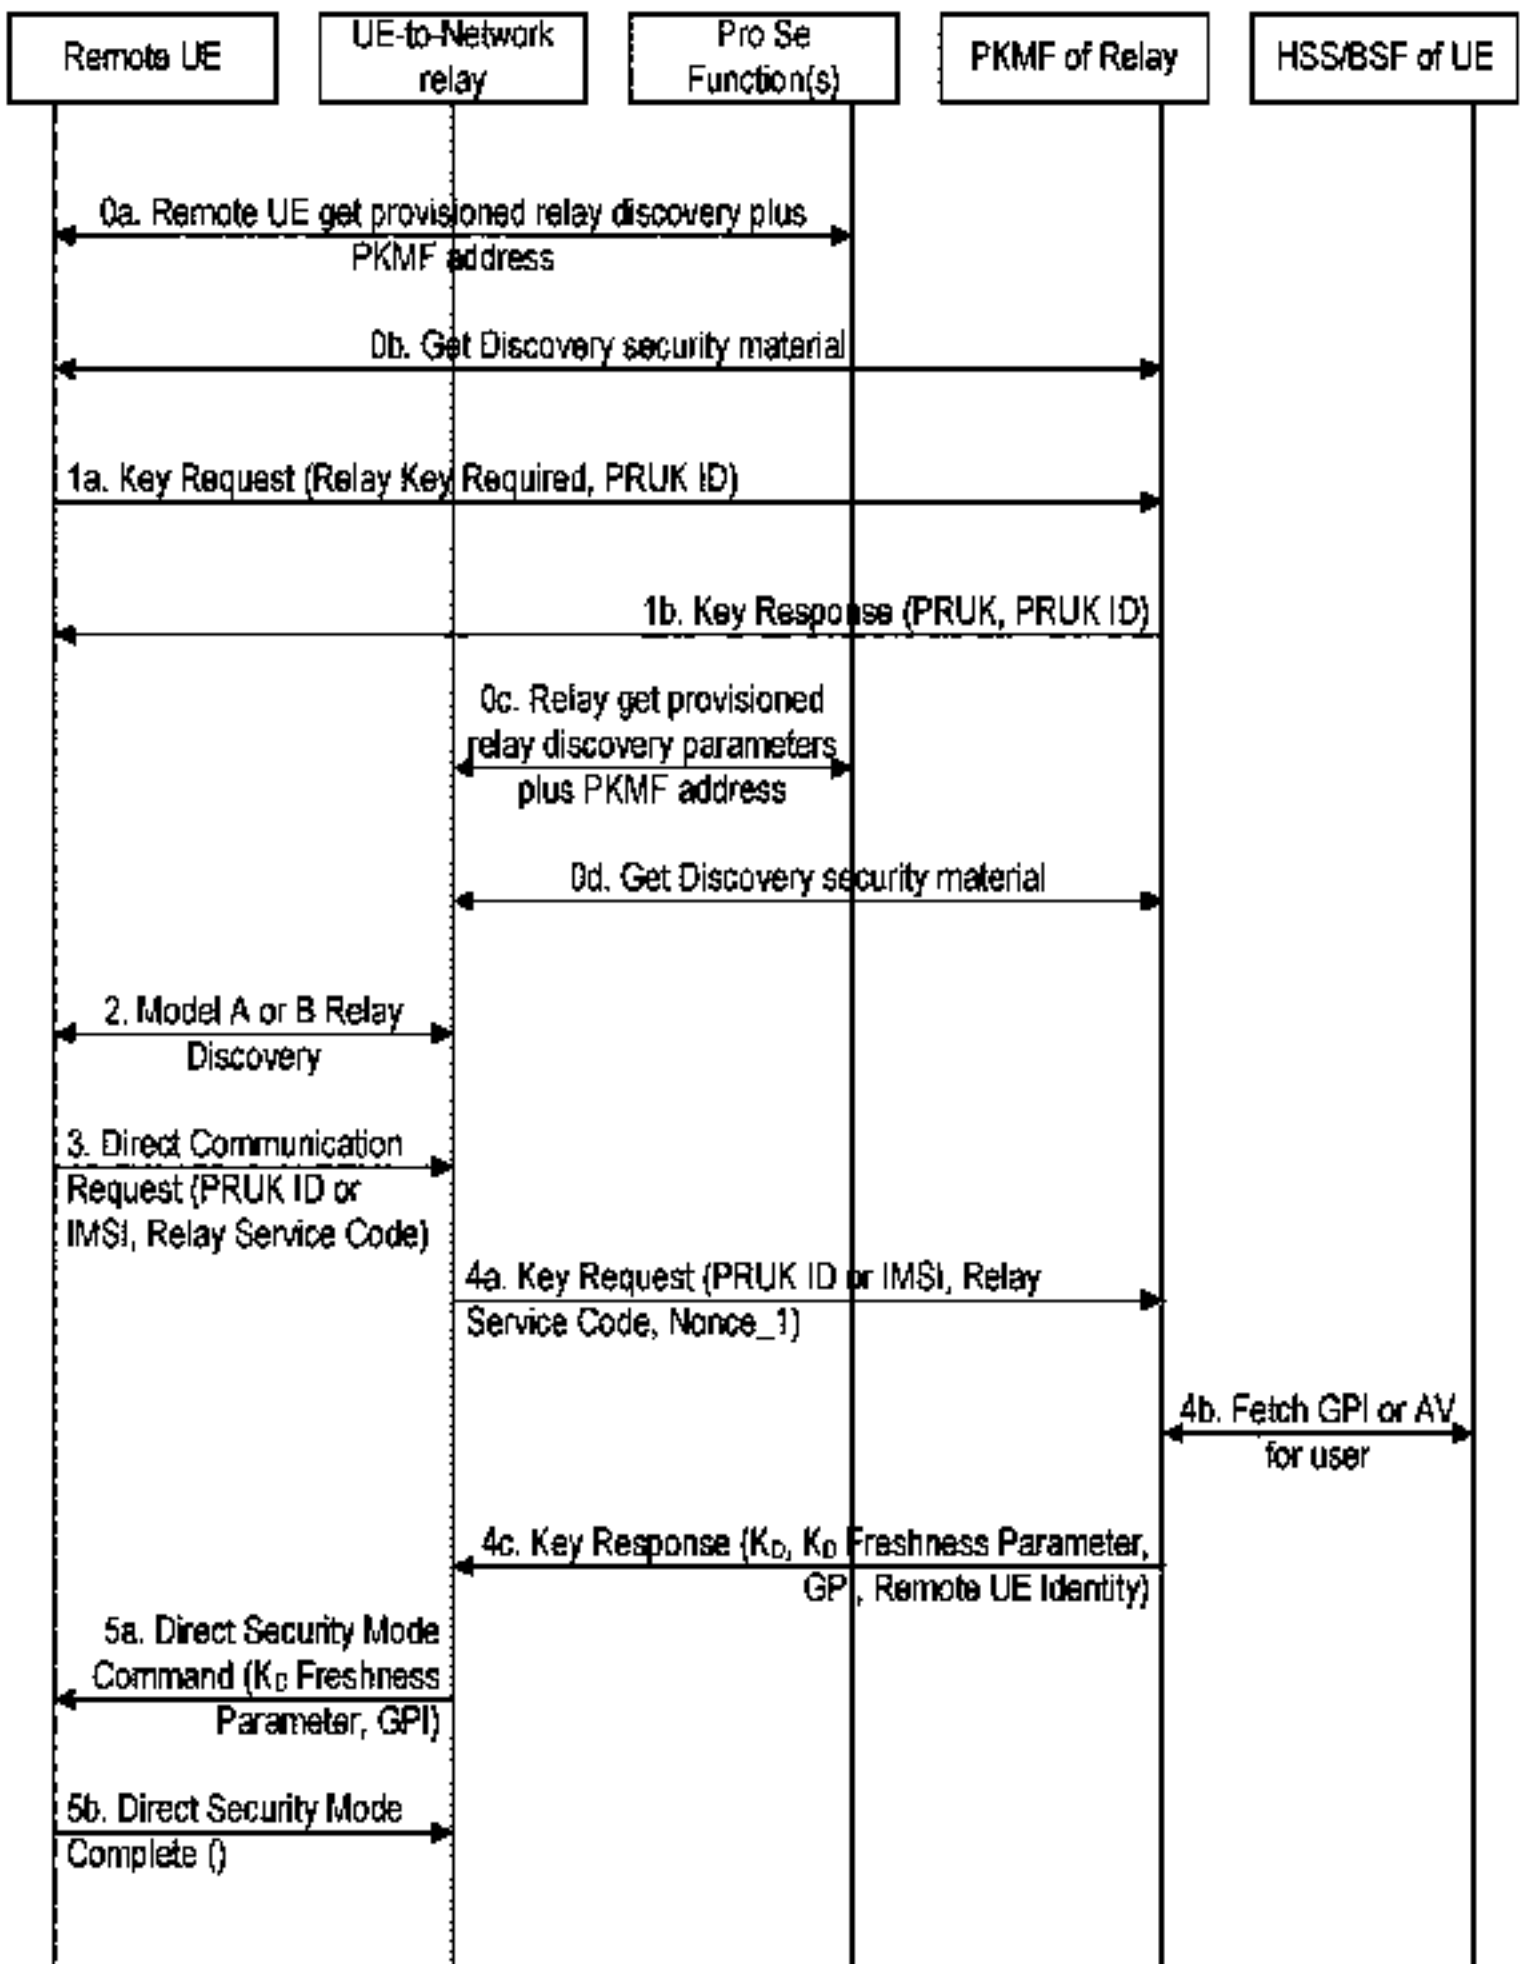 Remote UE
UE-to-Network
relay
Pro Se
Function(s)
PKMF of Relay
HSS/BSF of UE
0a. Remote UE get provisioned relay discovery plus
PKMF address
0b. Get Discovery security material
1a. Key Request (Relay Key Required, PRUK ID)
1b. Key Response (PRUK, PRUK ID)
0c. Relay get provisioned
relay discovery parameters
plus PKMF address
0d. Get Discovery security material
2. Model A or B Relay
Discovery
3. Direct Communication
Request (PRUK ID or
IMSI, Relay Service Code)
4a. Key Request (PRUK ID or IMSI, Relay
Service Code, Nonce_1)
4b. Fetch GPI or AV
for user
4c. Key Response (KD, KD Freshness Parameter,
GPI, Remote UE Identity)
5a. Direct Security Mode
Command (KD Freshness
Parameter, GPI)
5b. Direct Security Mode
Complete ()